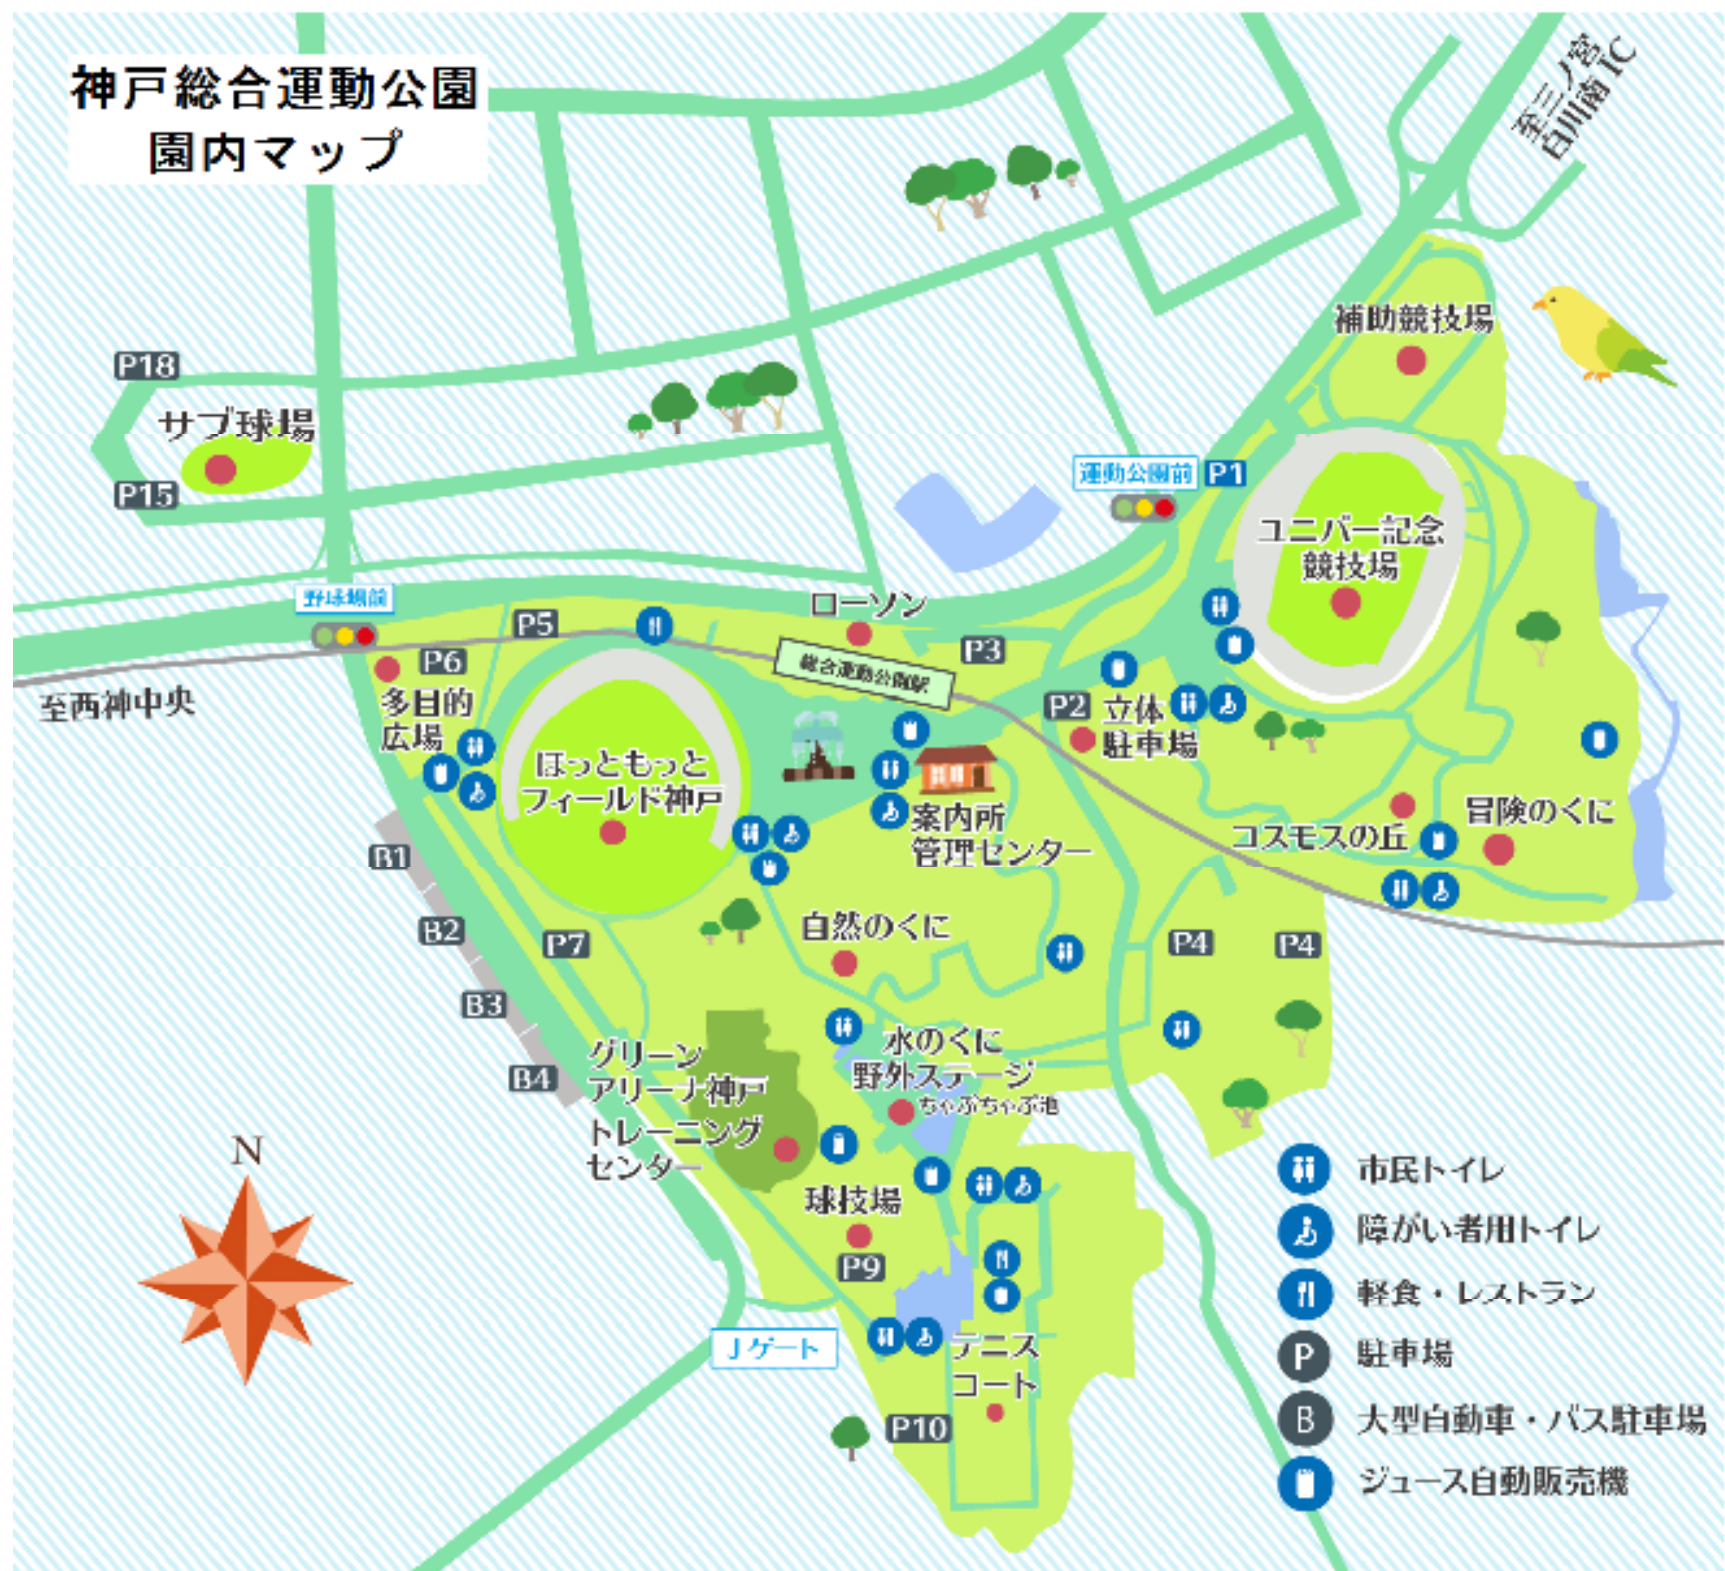 神戸総合運動公園
園内マップ
至三ノ宮
白川南IC
補助競技場
P18
サブ球場
P15
運動公園前
P1
ユニバー記念
競技場
野球場前
ローソン
P5
P6
P3
総合運動公園駅
至西神中央
多目的
広場
P2
立体
駐車場
ほっともっと
フィールド神戸
案内所
管理センター
コスモスの丘
冒険のくに
B1
B2
B3
B4
P7
自然のくに
P4
P4
グリーン
アリーナ神戸
トレーニング
センター
水のくに
野外ステージ
ちゃぷちゃぷ池
球技場
P9
Jゲート
テニス
コート
P10
N
市民トイレ
障がい者用トイレ
軽食・レストラン
P 駐車場
B 大型自動車・バス駐車場
ジュース自動販売機